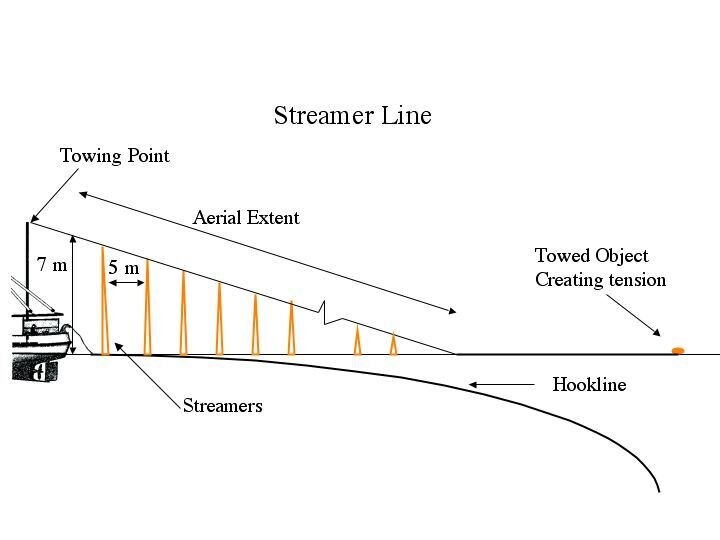 Streamer Line
Towing Point
Aerial Extent
7 m
5 m
Towed Object
Creating tension
Hookline
Streamers